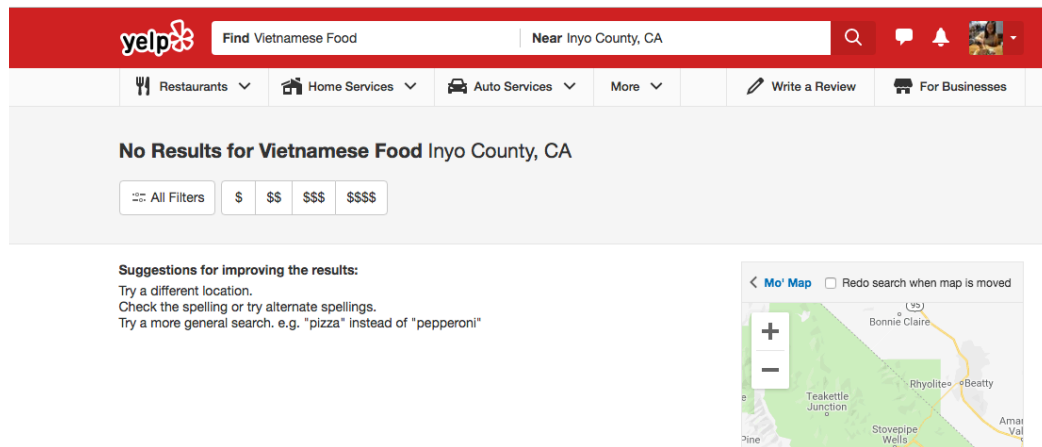 yelp Find Vietnamese Food Near Inyo County, CA
Restaurants Home Services Auto Services More Write a Review For Businesses
No Results for Vietnamese Food Inyo County, CA
All Filters $ $$ $$$ $$$$
Suggestions for improving the results:
Try a different location.
Check the spelling or try alternate spellings.
Try a more general search. e.g. "pizza" instead of "pepperoni"
Mo' Map Redo search when map is moved
95
Bonnie Claire
Rhyolite Beatty
Teakettle
Junction
Stovepipe
Wells
Pine